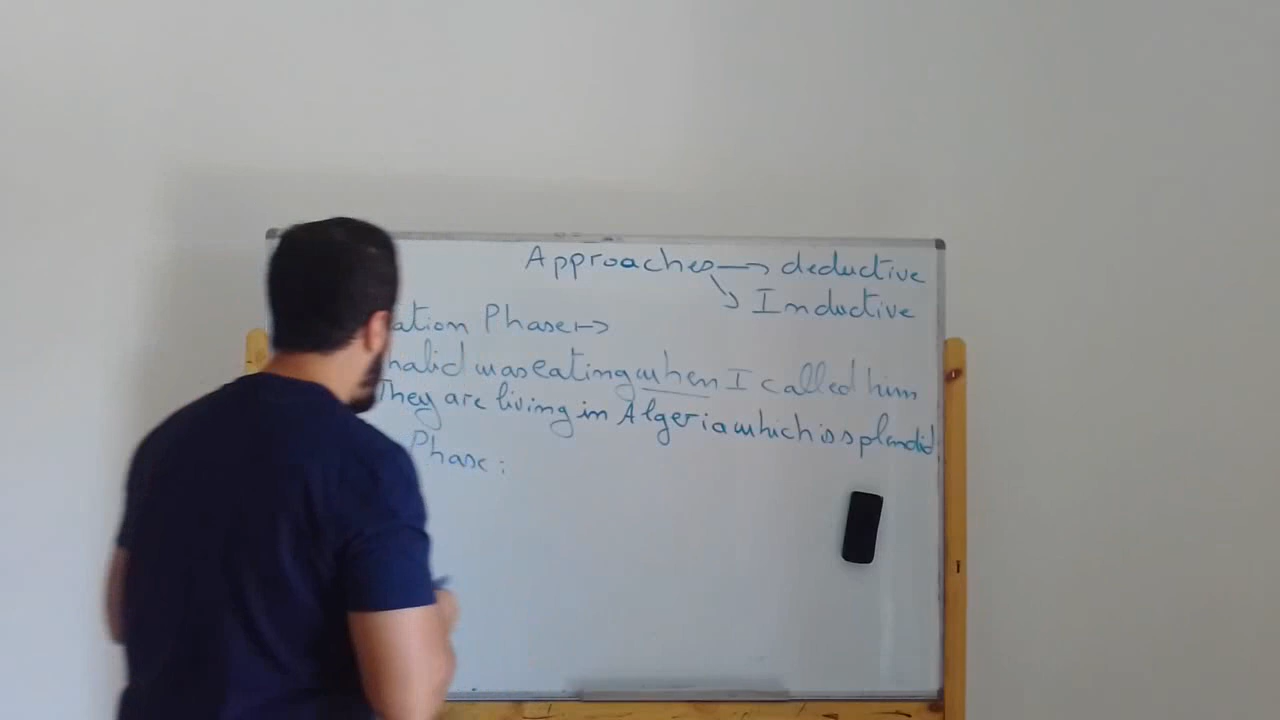 Approaches → deductive
↘ Inductive
ation Phase →
halid was eating when I called him
They are living in Algeria which is splendid.
Phase :